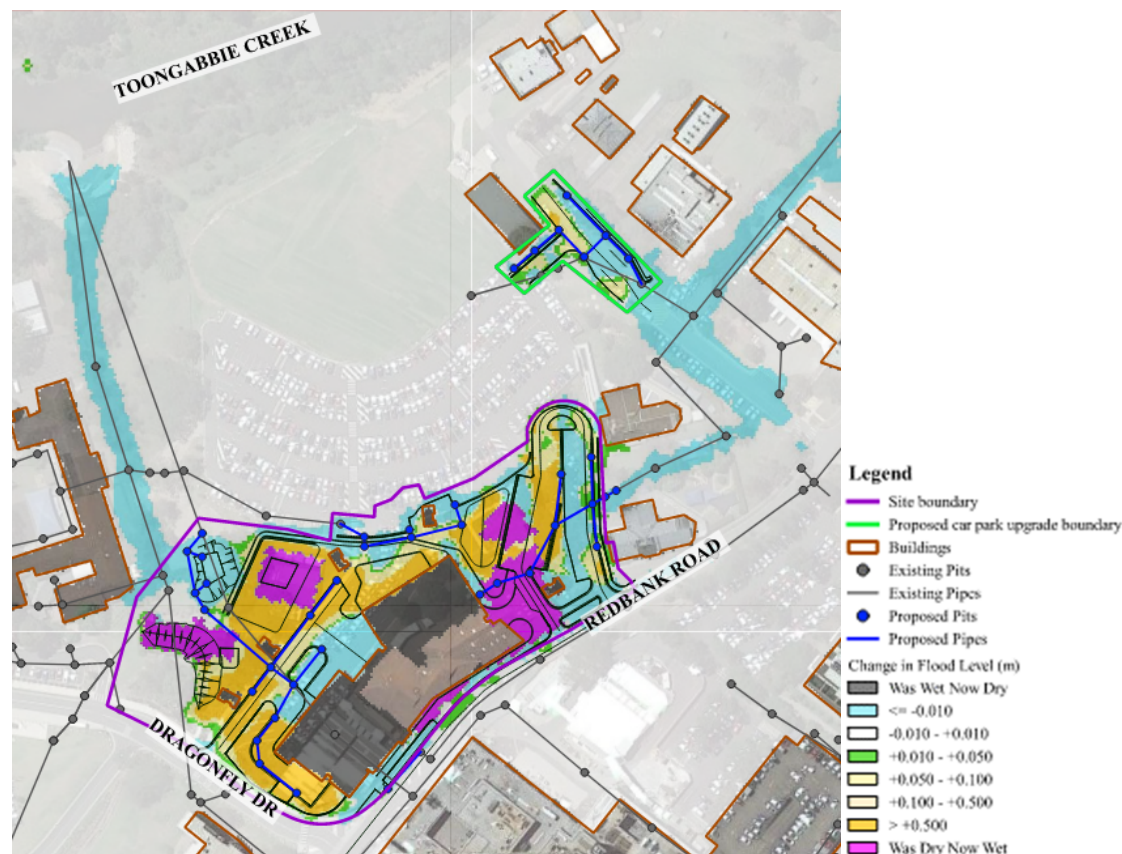 TOONGABBIE CREEK
REDBANK ROAD
DRAGONFLY DR
Legend
Site boundary
Proposed car park upgrade boundary
Buildings
Existing Pits
Existing Pipes
Proposed Pits
Proposed Pipes
Change in Flood Level (m)
Was Wet Now Dry
<= -0.010
-0.010 - +0.010
+0.010 - +0.050
+0.050 - +0.100
+0.100 - +0.500
> +0.500
Was Dry Now Wet